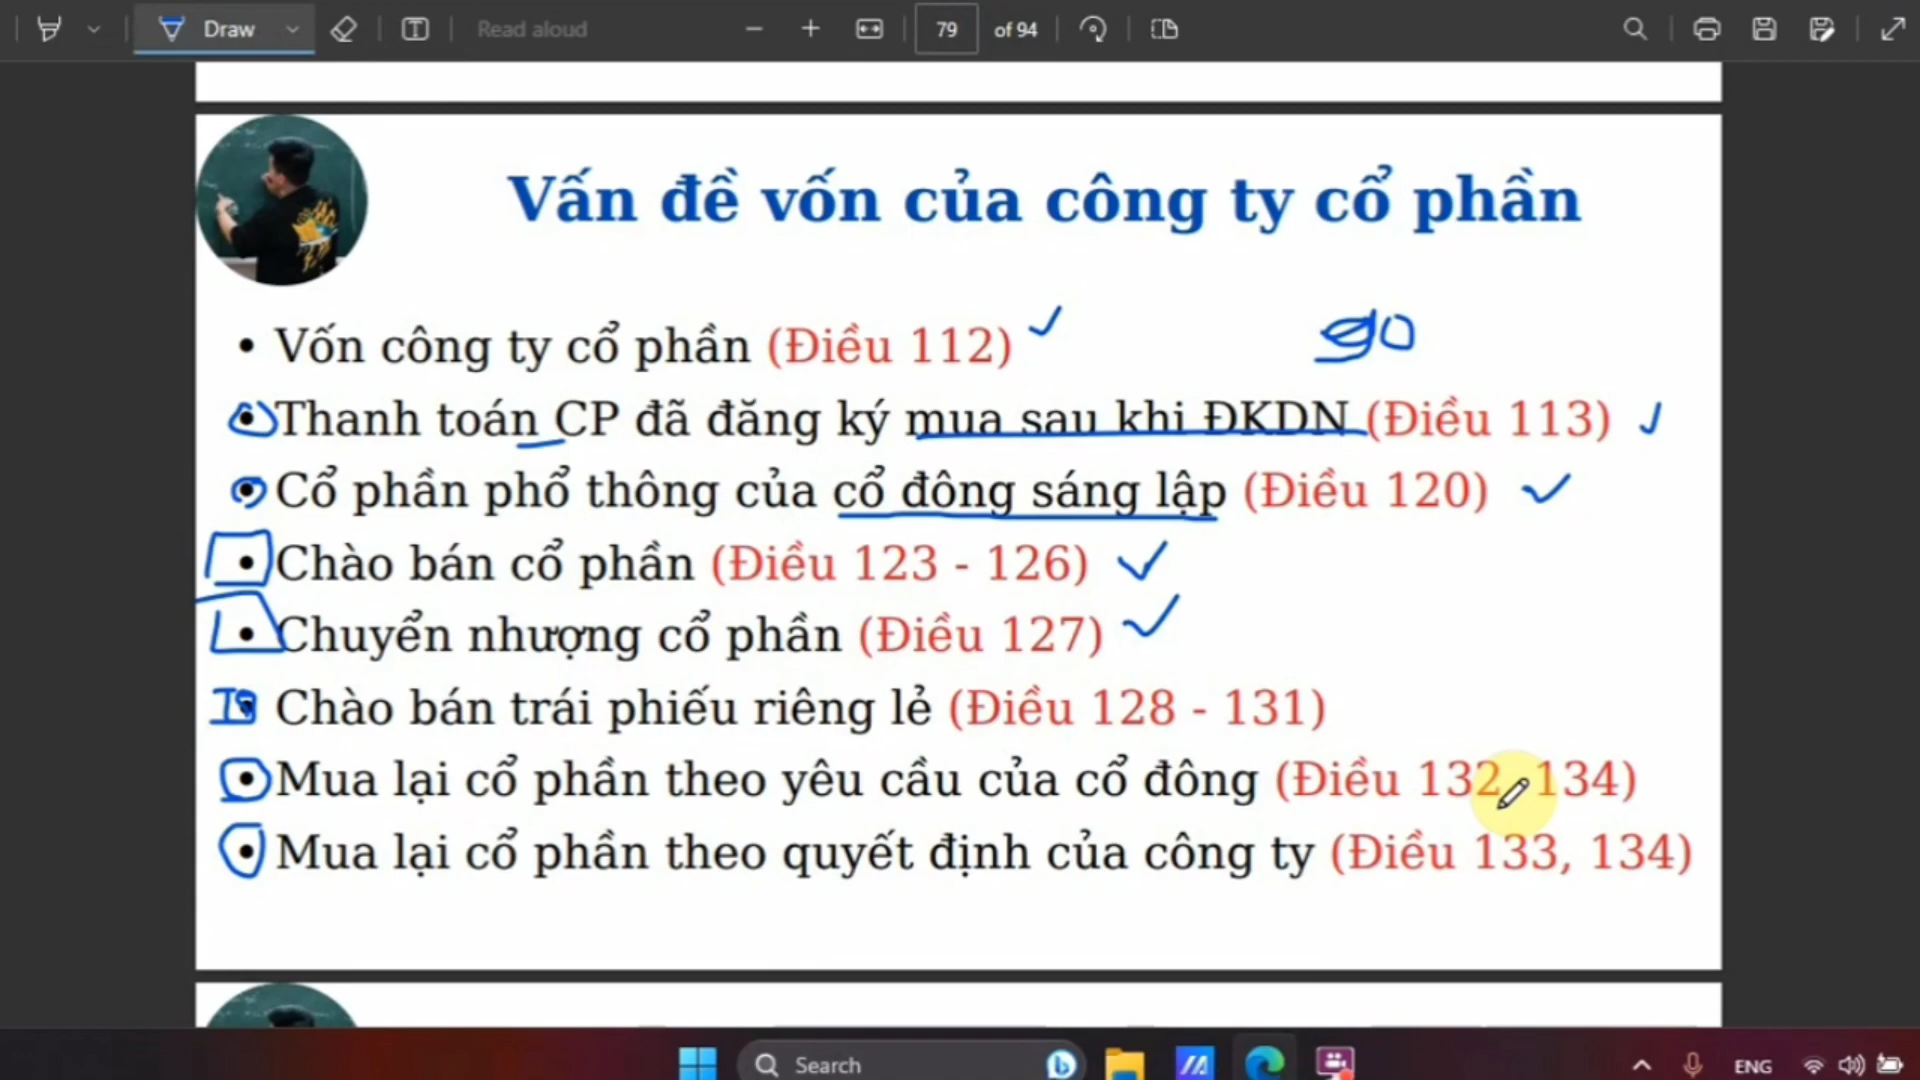 Draw
Read aloud
79
of 94
Vấn đề vốn của công ty cổ phần
90
• Vốn công ty cổ phần (Điều 112)
• Thanh toán CP đã đăng ký mua sau khi ĐKDN (Điều 113)
• Cổ phần phổ thông của cổ đông sáng lập (Điều 120)
• Chào bán cổ phần (Điều 123 - 126)
• Chuyển nhượng cổ phần (Điều 127)
• Chào bán trái phiếu riêng lẻ (Điều 128 - 131)
• Mua lại cổ phần theo yêu cầu của cổ đông (Điều 132, 134)
• Mua lại cổ phần theo quyết định của công ty (Điều 133, 134)
Search
ENG